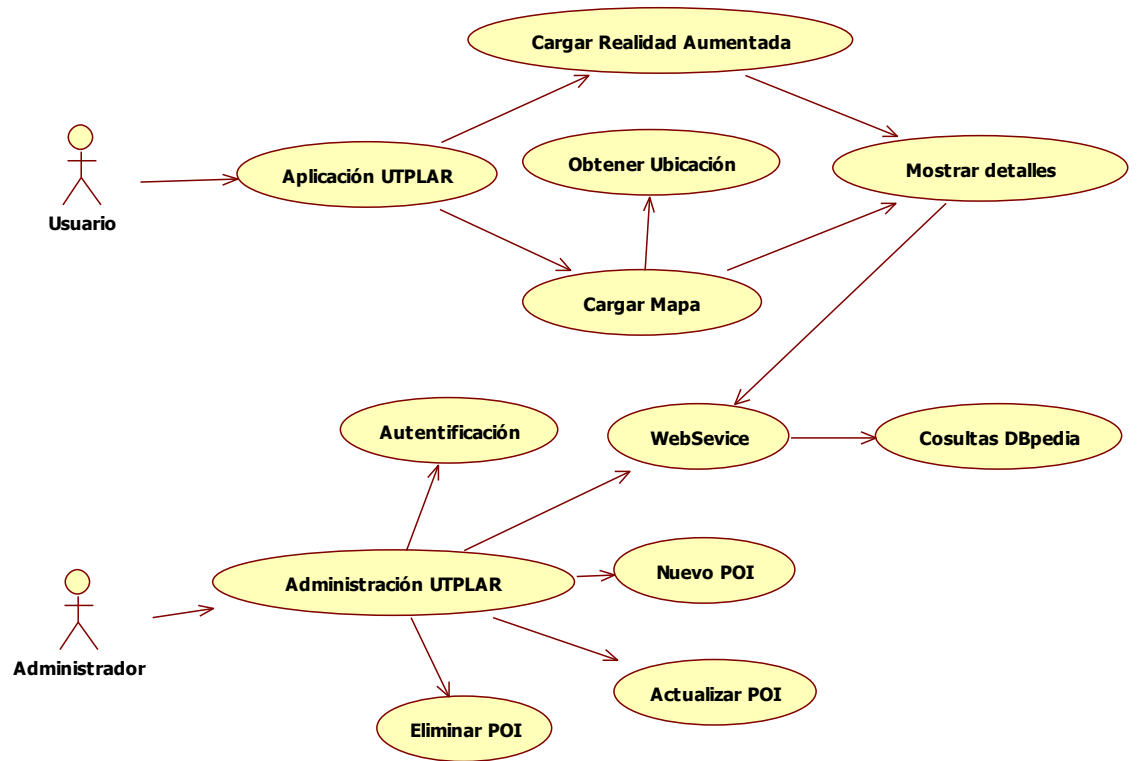 Cargar Realidad Aumentada
Obtener Ubicación
Mostrar detalles
Aplicación UTPLAR
Usuario
Cargar Mapa
Autentificación
WebSevice
Cosultas DBpedia
Nuevo POI
Administración UTPLAR
Administrador
Actualizar POI
Eliminar POI